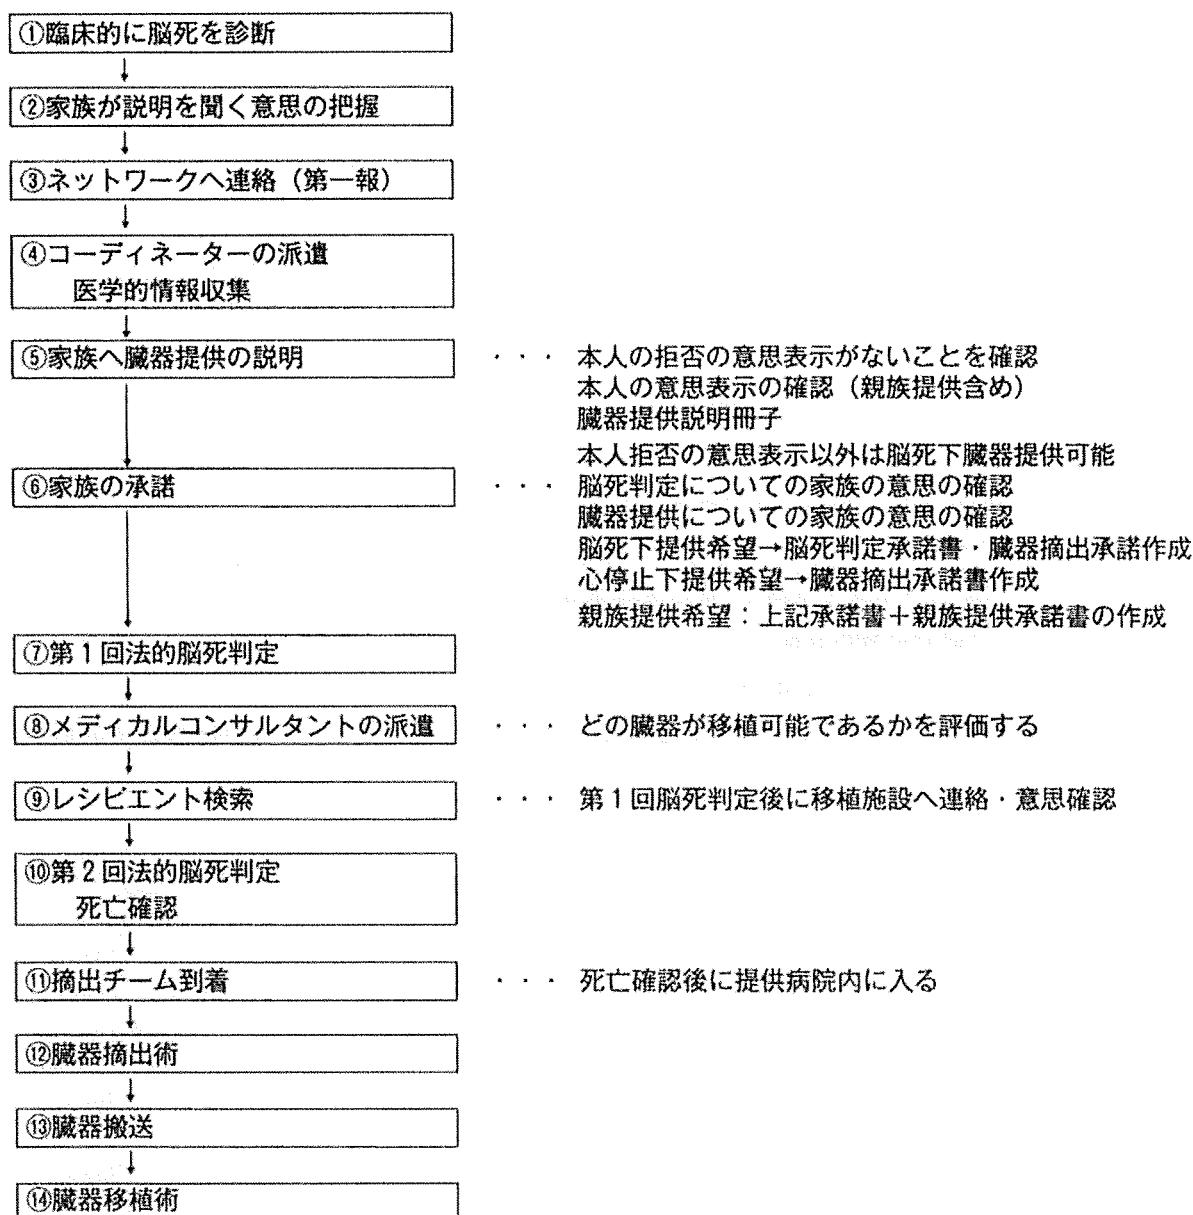 ①臨床的に脳死を診断
②家族が説明を聞く意思の把握
③ネットワークへ連絡（第一報）
④コーディネーターの派遣
医学的情報収集
⑤家族へ臓器提供の説明 ・・・ 本人の拒否の意思表示がないことを確認
本人の意思表示の確認（親族提供含め）
臓器提供説明冊子
本人拒否の意思表示以外は脳死下臓器提供可能
⑥家族の承諾 ・・・ 脳死判定についての家族の意思の確認
臓器提供についての家族の意思の確認
脳死下提供希望→脳死判定承諾書・臓器摘出承諾作成
心停止下提供希望→臓器摘出承諾書作成
親族提供希望：上記承諾書＋親族提供承諾書の作成
⑦第１回法的脳死判定
⑧メディカルコンサルタントの派遣 ・・・ どの臓器が移植可能であるかを評価する
⑨レシピエント検索 ・・・ 第１回脳死判定後に移植施設へ連絡・意思確認
⑩第２回法的脳死判定
死亡確認
⑪摘出チーム到着 ・・・ 死亡確認後に提供病院内に入る
⑫臓器摘出術
⑬臓器搬送
⑭臓器移植術